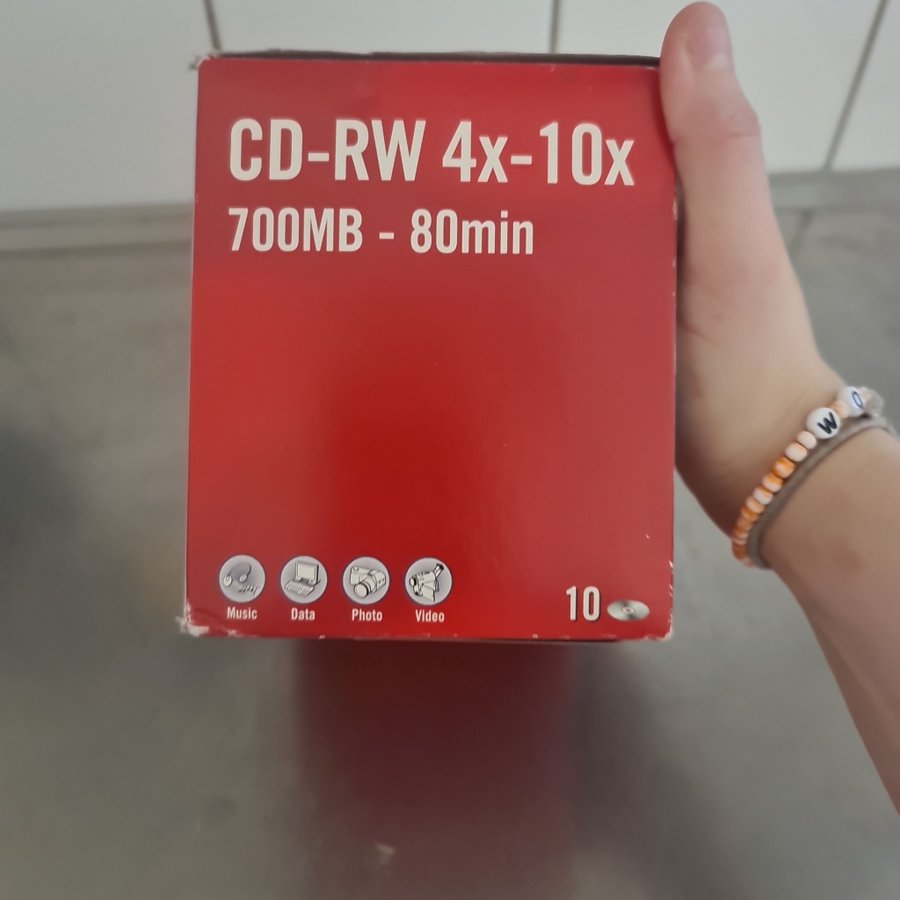 CD-RW 4x-10x
700MB - 80min
Music Data Photo Video
10
W O